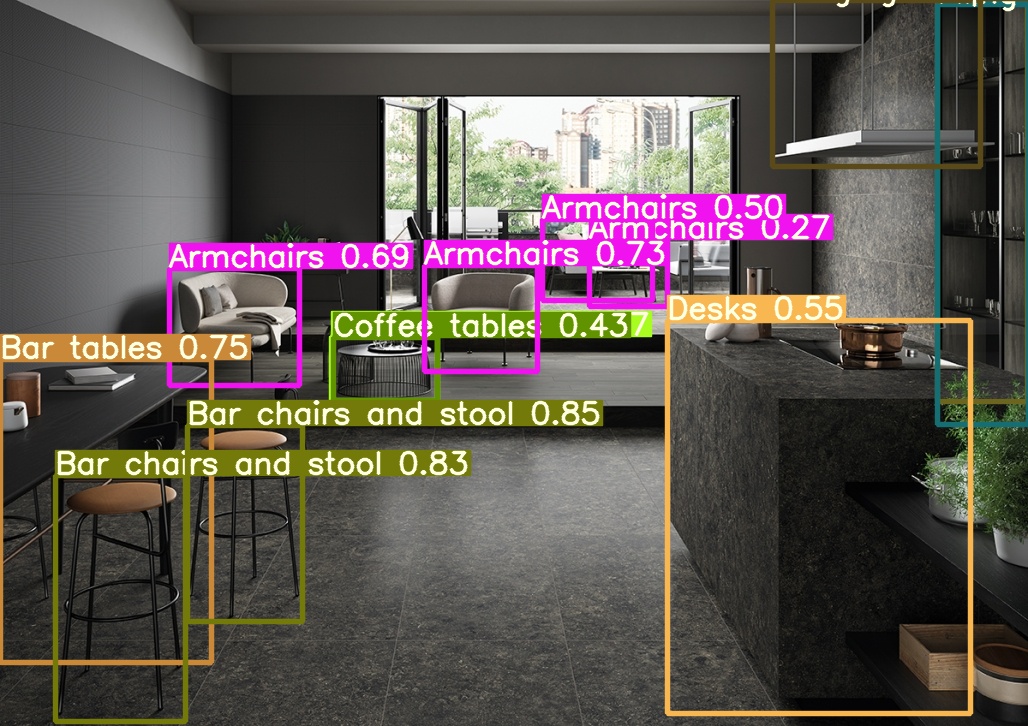 Armchairs 0.50
Armchairs 0.27
Armchairs 0.69
Armchairs 0.73
Desks 0.55
Coffee tables 0.437
Bar tables 0.75
Bar chairs and stool 0.85
Bar chairs and stool 0.83